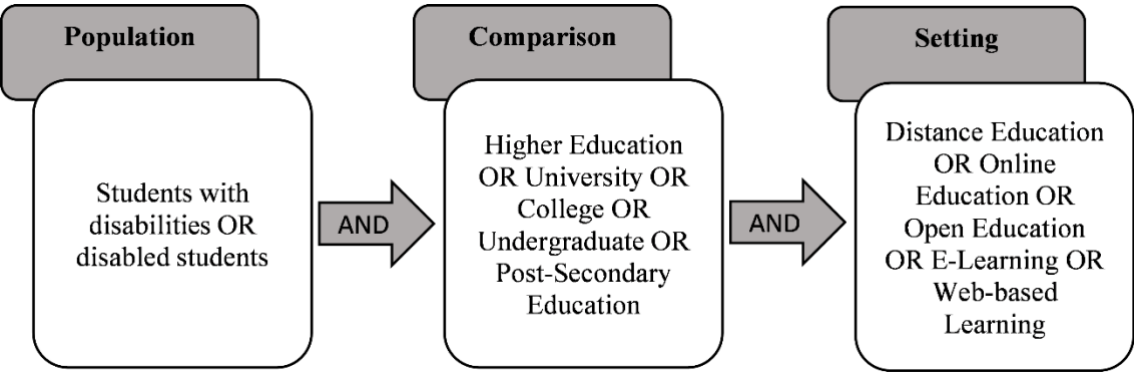 Population
Students with
disabilities OR
disabled students
AND
Comparison
Higher Education
OR University OR
College OR
Undergraduate OR
Post-Secondary
Education
AND
Setting
Distance Education
OR Online
Education OR
Open Education
OR E-Learning OR
Web-based
Learning